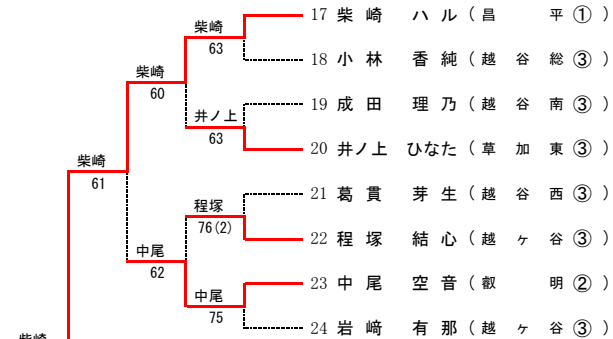 17 柴崎 ハル (昌平①)
柴崎
63
18 小林 香純 (越谷総③)
柴崎
60
19 成田 理乃 (越谷南③)
井ノ上
63
20 井ノ上 ひなた (草加東③)
柴崎
61
21 葛貫 芽生 (越谷西③)
程塚
76(2)
22 程塚 結心 (越ヶ谷③)
中尾
62
23 中尾 空音 (叡明②)
中尾
75
24 岩﨑 有那 (越ヶ谷③)
柴崎